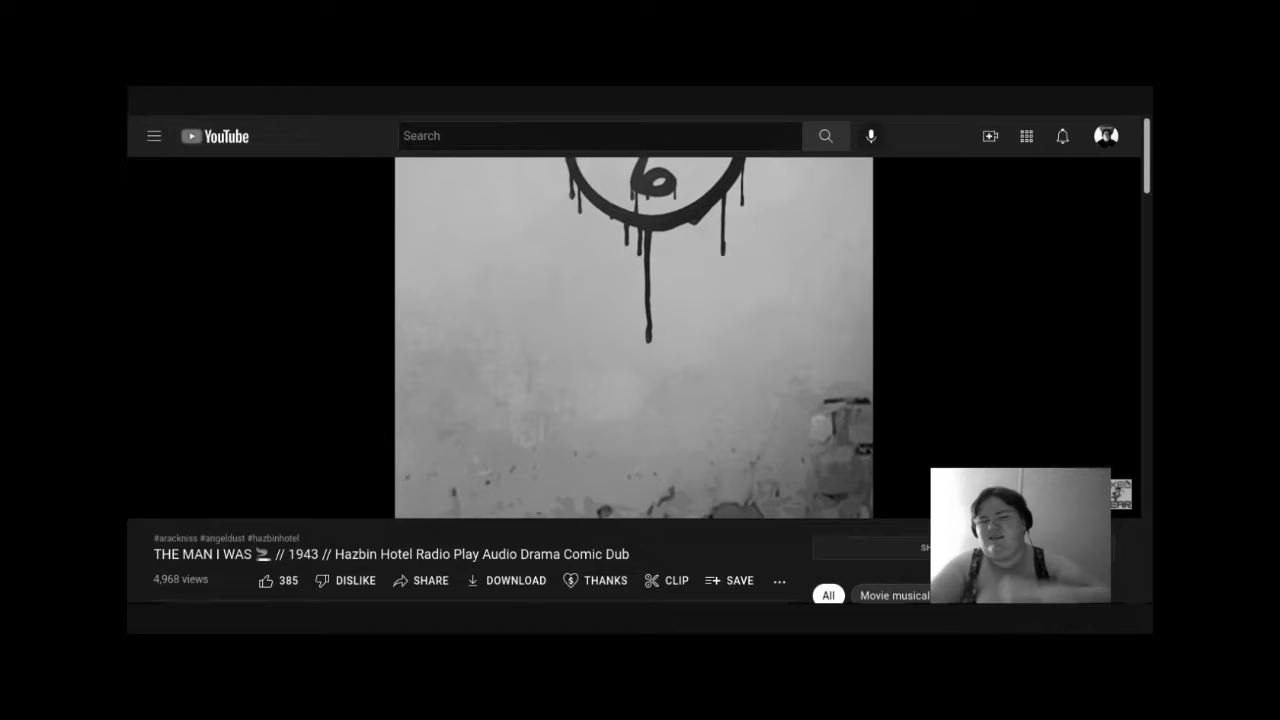 YouTube
Search
6
#arackniss #angeldust #hazbinhotel
THE MAN I WAS // 1943 // Hazbin Hotel Radio Play Audio Drama Comic Dub
4,968 views 385 DISLIKE SHARE DOWNLOAD THANKS CLIP SAVE ...
All Movie musical